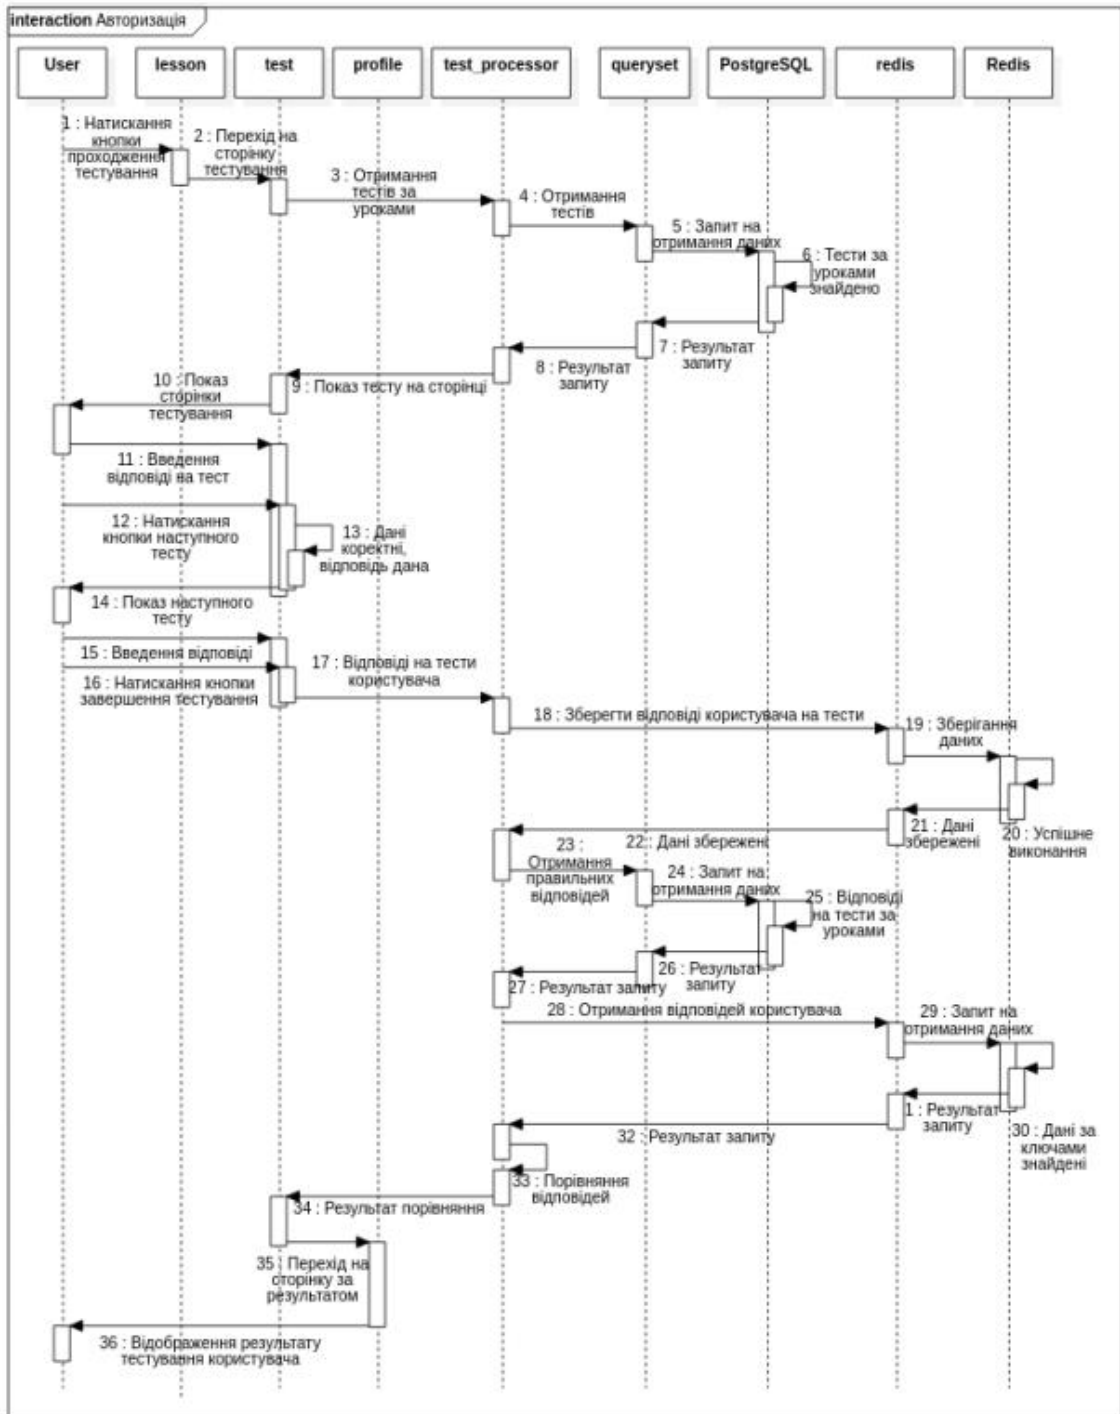 interaction Авторизація
User
lesson
test
profile
test_processor
queryset
PostgreSQL
redis
Redis
1 : Натискання
кнопки
проходження
тестування
2 : Перехід на
сторінку
тестування
3 : Отримання
тестів за
уроками
4 : Отримання
тестів
5 : Запит на
отримання даних
6 : Тести за
уроками
знайдено
7 : Результат
запиту
8 : Результат
запиту
9 : Показ тесту на сторінці
10 : Показ
сторінки
тестування
11 : Введення
відповіді на тест
12 : Натискання
кнопки наступного
тесту
13 : Дані
коректні,
відповідь дана
14 : Показ наступного
тесту
15 : Введення відповіді
16 : Натискання кнопки
завершення тестування
17 : Відповіді на тести
користувача
18 : Зберегти відповіді користувача на тести
19 : Зберігання
даних
20 : Успішне
виконання
21 : Дані
збережені
22 : Дані збережені
23 :
Отримання
правильних
відповідей
24 : Запит на
отримання даних
25 : Відповіді
на тести за
уроками
26 : Результат
запиту
27 : Результат запиту
28 : Отримання відповідей користувача
29 : Запит на
отримання даних
30 : Дані за
ключами
знайдені
1 : Результат
запиту
32 : Результат запиту
33 : Порівняння
відповідей
34 : Результат порівняння
35 : Перехід на
сторінку за
результатом
36 : Відображення результату
тестування користувача